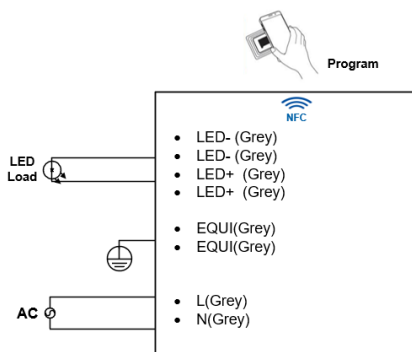 Program
NFC
LED- (Grey)
LED- (Grey)
LED+ (Grey)
LED+ (Grey)
LED
Load
EQUI(Grey)
EQUI(Grey)
L(Grey)
AC
N(Grey)